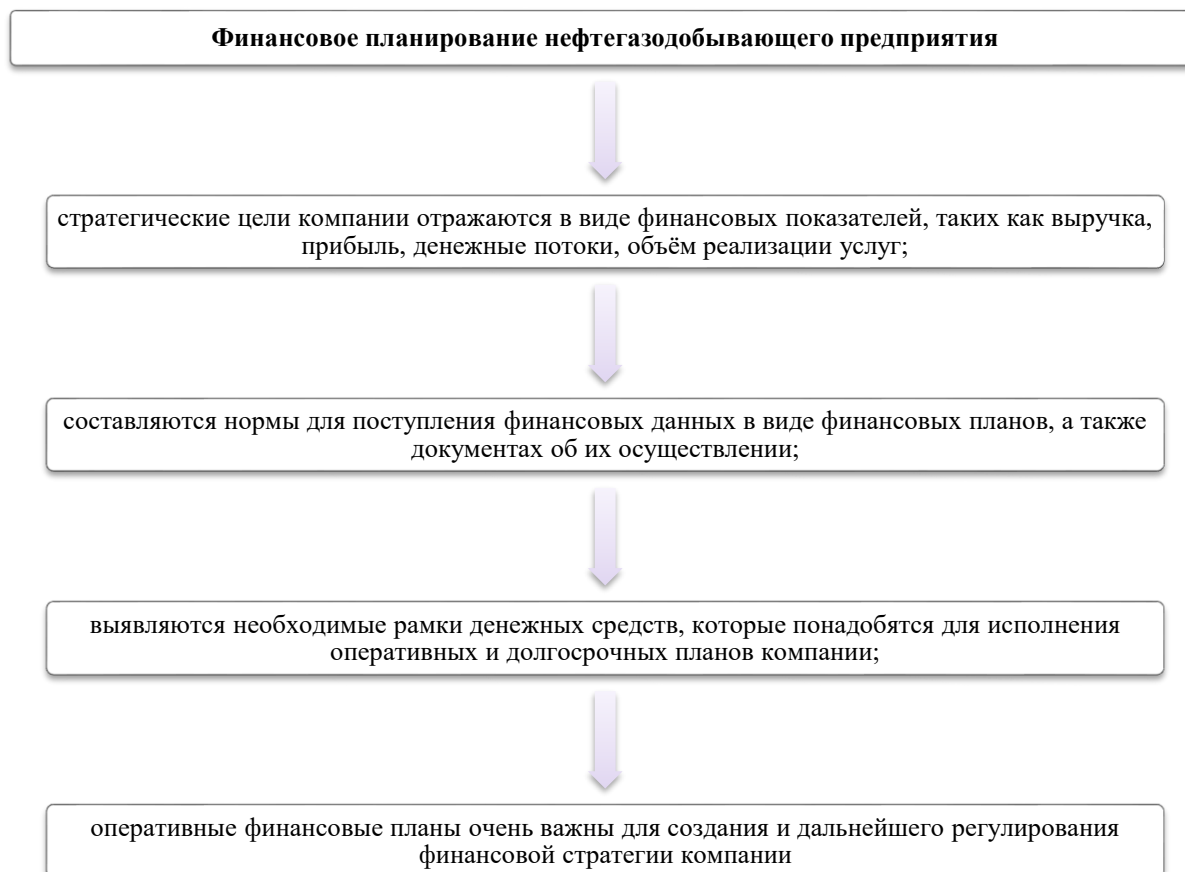 Финансовое планирование нефтегазодобывающего предприятия
стратегические цели компании отражаются в виде финансовых показателей, таких как выручка,
прибыль, денежные потоки, объём реализации услуг;
составляются нормы для поступления финансовых данных в виде финансовых планов, а также
документах об их осуществлении;
выявляются необходимые рамки денежных средств, которые понадобятся для исполнения
оперативных и долгосрочных планов компании;
оперативные финансовые планы очень важны для создания и дальнейшего регулирования
финансовой стратегии компании